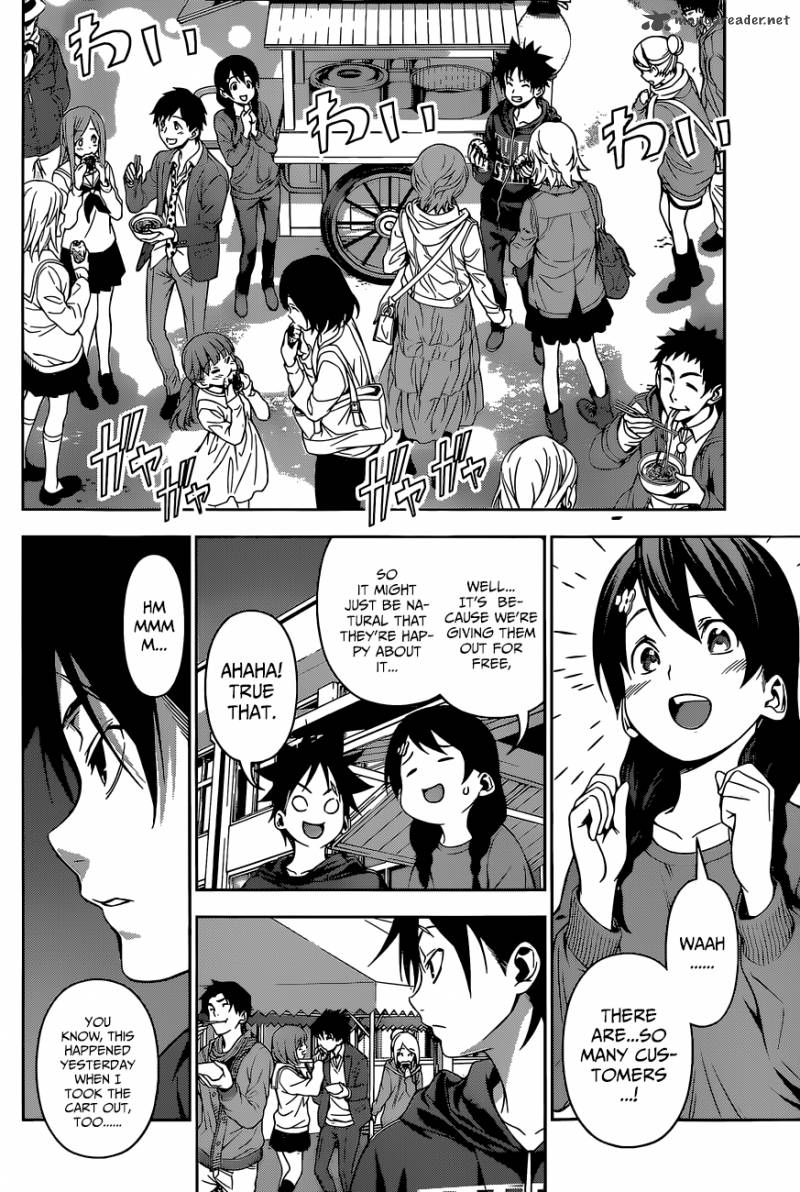 mangareader.net
わいい
わいい
ガヤ
ガヤ
ガヤ
ガヤ
WAAH
......
THERE
ARE...SO
MANY CUS-
TOMERS
...!
WELL...
IT'S BE-
CAUSE WE'RE
GIVING THEM
OUT FOR
FREE,
SO
IT MIGHT
JUST BE NA-
TURAL THAT
THEY'RE HAP-
PY ABOUT
IT...
AHAHA!
TRUE
THAT.
HM
MMM
M...
YOU
KNOW, THIS
HAPPENED
YESTERDAY
WHEN I
TOOK THE
CART OUT,
TOO......